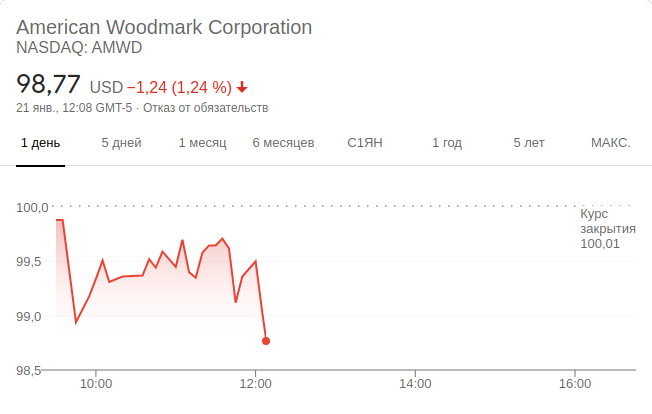 American Woodmark Corporation
NASDAQ: AMWD
98,77 USD −1,24 (1,24 %)
21 янв., 12:08 GMT-5 · Отказ от обязательств
1 день 5 дней 1 месяц 6 месяцев С1ЯН 1 год 5 лет МАКС.
100,0
Курс
закрытия
100,01
99,5
99,0
98,5
10:00 12:00 14:00 16:00